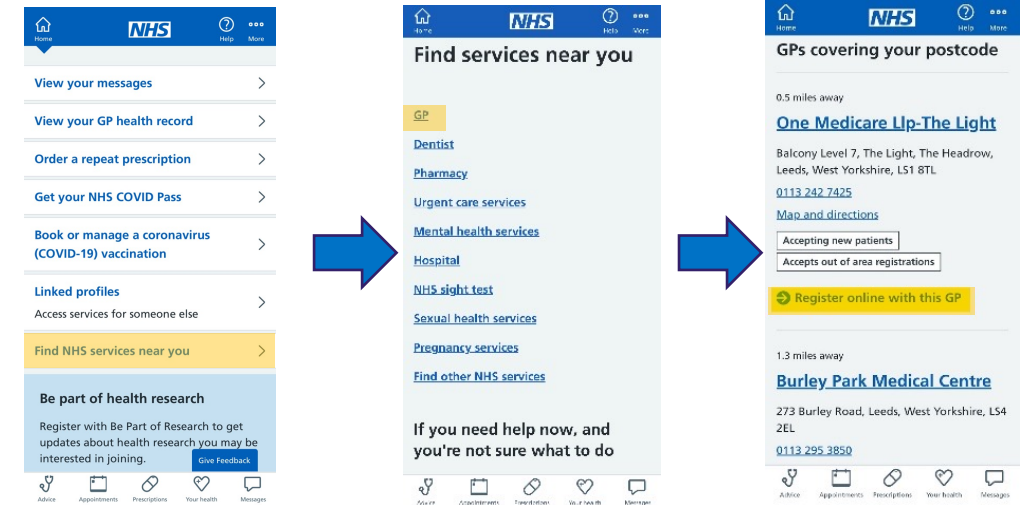 NHS
Home
Help
More
View your messages
View your GP health record
Order a repeat prescription
Get your NHS COVID Pass
Book or manage a coronavirus
(COVID-19) vaccination
Linked profiles
Access services for someone else
Find NHS services near you
Be part of health research
Register with Be Part of Research to get
updates about health research you may be
interested in joining.
Give Feedback
Advice
Appointments
Prescriptions
Your health
Messages
NHS
Home
Help
More
Find services near you
GP
Dentist
Pharmacy
Urgent care services
Mental health services
Hospital
NHS sight test
Sexual health services
Pregnancy services
Find other NHS services
If you need help now, and
you're not sure what to do
Advice
Appointments
Prescriptions
Your health
Messages
NHS
Home
Help
More
GPs covering your postcode
0.5 miles away
One Medicare Llp-The Light
Balcony Level 7, The Light, The Headrow,
Leeds, West Yorkshire, LS1 8TL
0113 242 7425
Map and directions
Accepting new patients
Accepts out of area registrations
Register online with this GP
1.3 miles away
Burley Park Medical Centre
273 Burley Road, Leeds, West Yorkshire, LS4
2EL
0113 295 3850
Advice
Appointments
Prescriptions
Your health
Messages